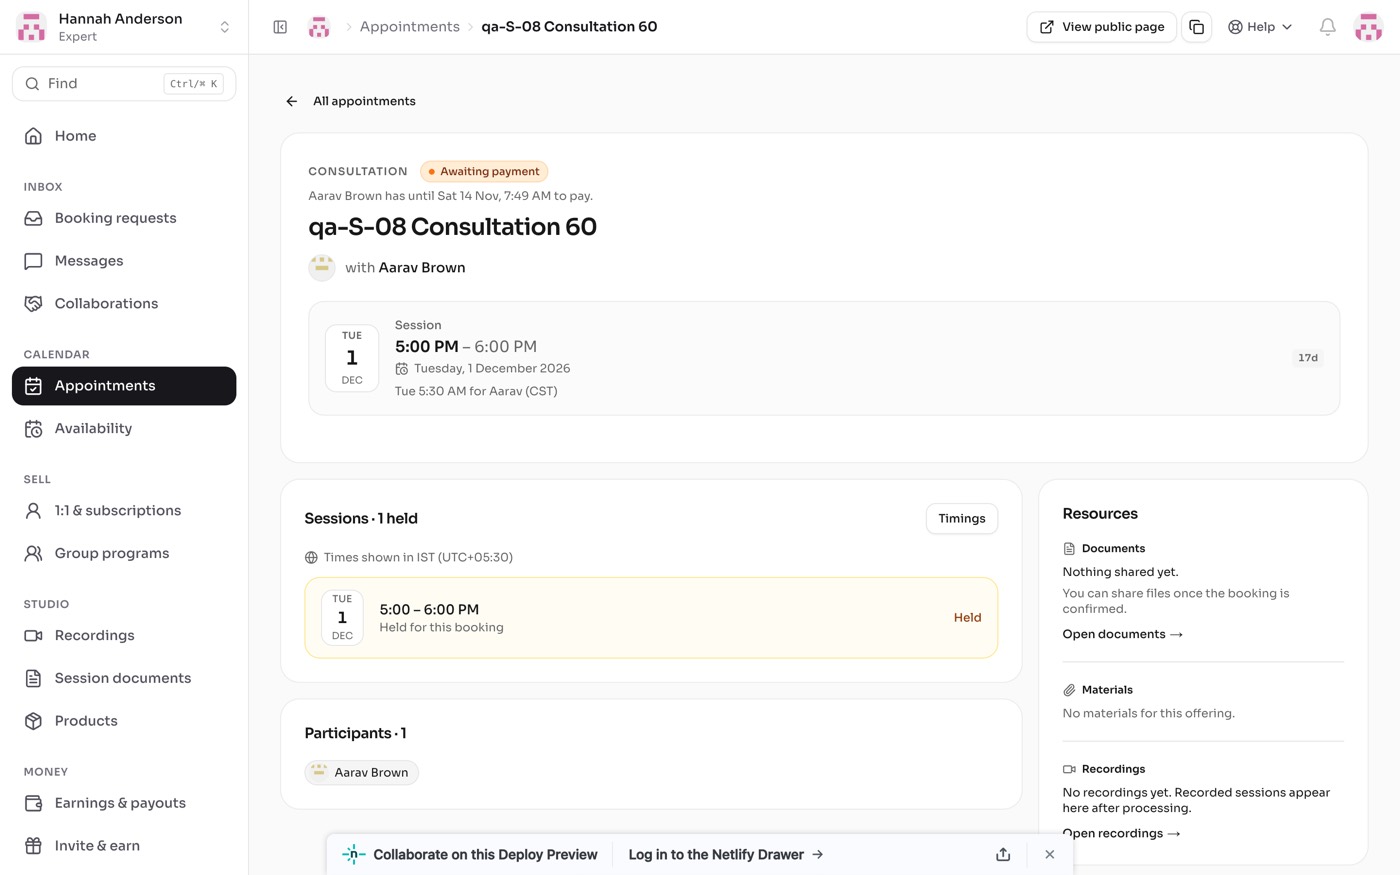 Hannah Anderson
Expert
Find
Ctrl/⌘ K
Home
INBOX
Booking requests
Messages
Collaborations
CALENDAR
Appointments
Availability
SELL
1:1 & subscriptions
Group programs
STUDIO
Recordings
Session documents
Products
MONEY
Earnings & payouts
Invite & earn
Appointments
qa-S-08 Consultation 60
View public page
Help
All appointments
CONSULTATION
Awaiting payment
Aarav Brown has until Sat 14 Nov, 7:49 AM to pay.
qa-S-08 Consultation 60
with Aarav Brown
TUE
1
DEC
Session
5:00 PM – 6:00 PM
Tuesday, 1 December 2026
Tue 5:30 AM for Aarav (CST)
17d
Sessions · 1 held
Timings
Times shown in IST (UTC+05:30)
TUE
1
DEC
5:00 – 6:00 PM
Held for this booking
Held
Participants · 1
Aarav Brown
Resources
Documents
Nothing shared yet.
You can share files once the booking is
confirmed.
Open documents →
Materials
No materials for this offering.
Recordings
No recordings yet. Recorded sessions appear
here after processing.
Open recordings →
Collaborate on this Deploy Preview
Log in to the Netlify Drawer →